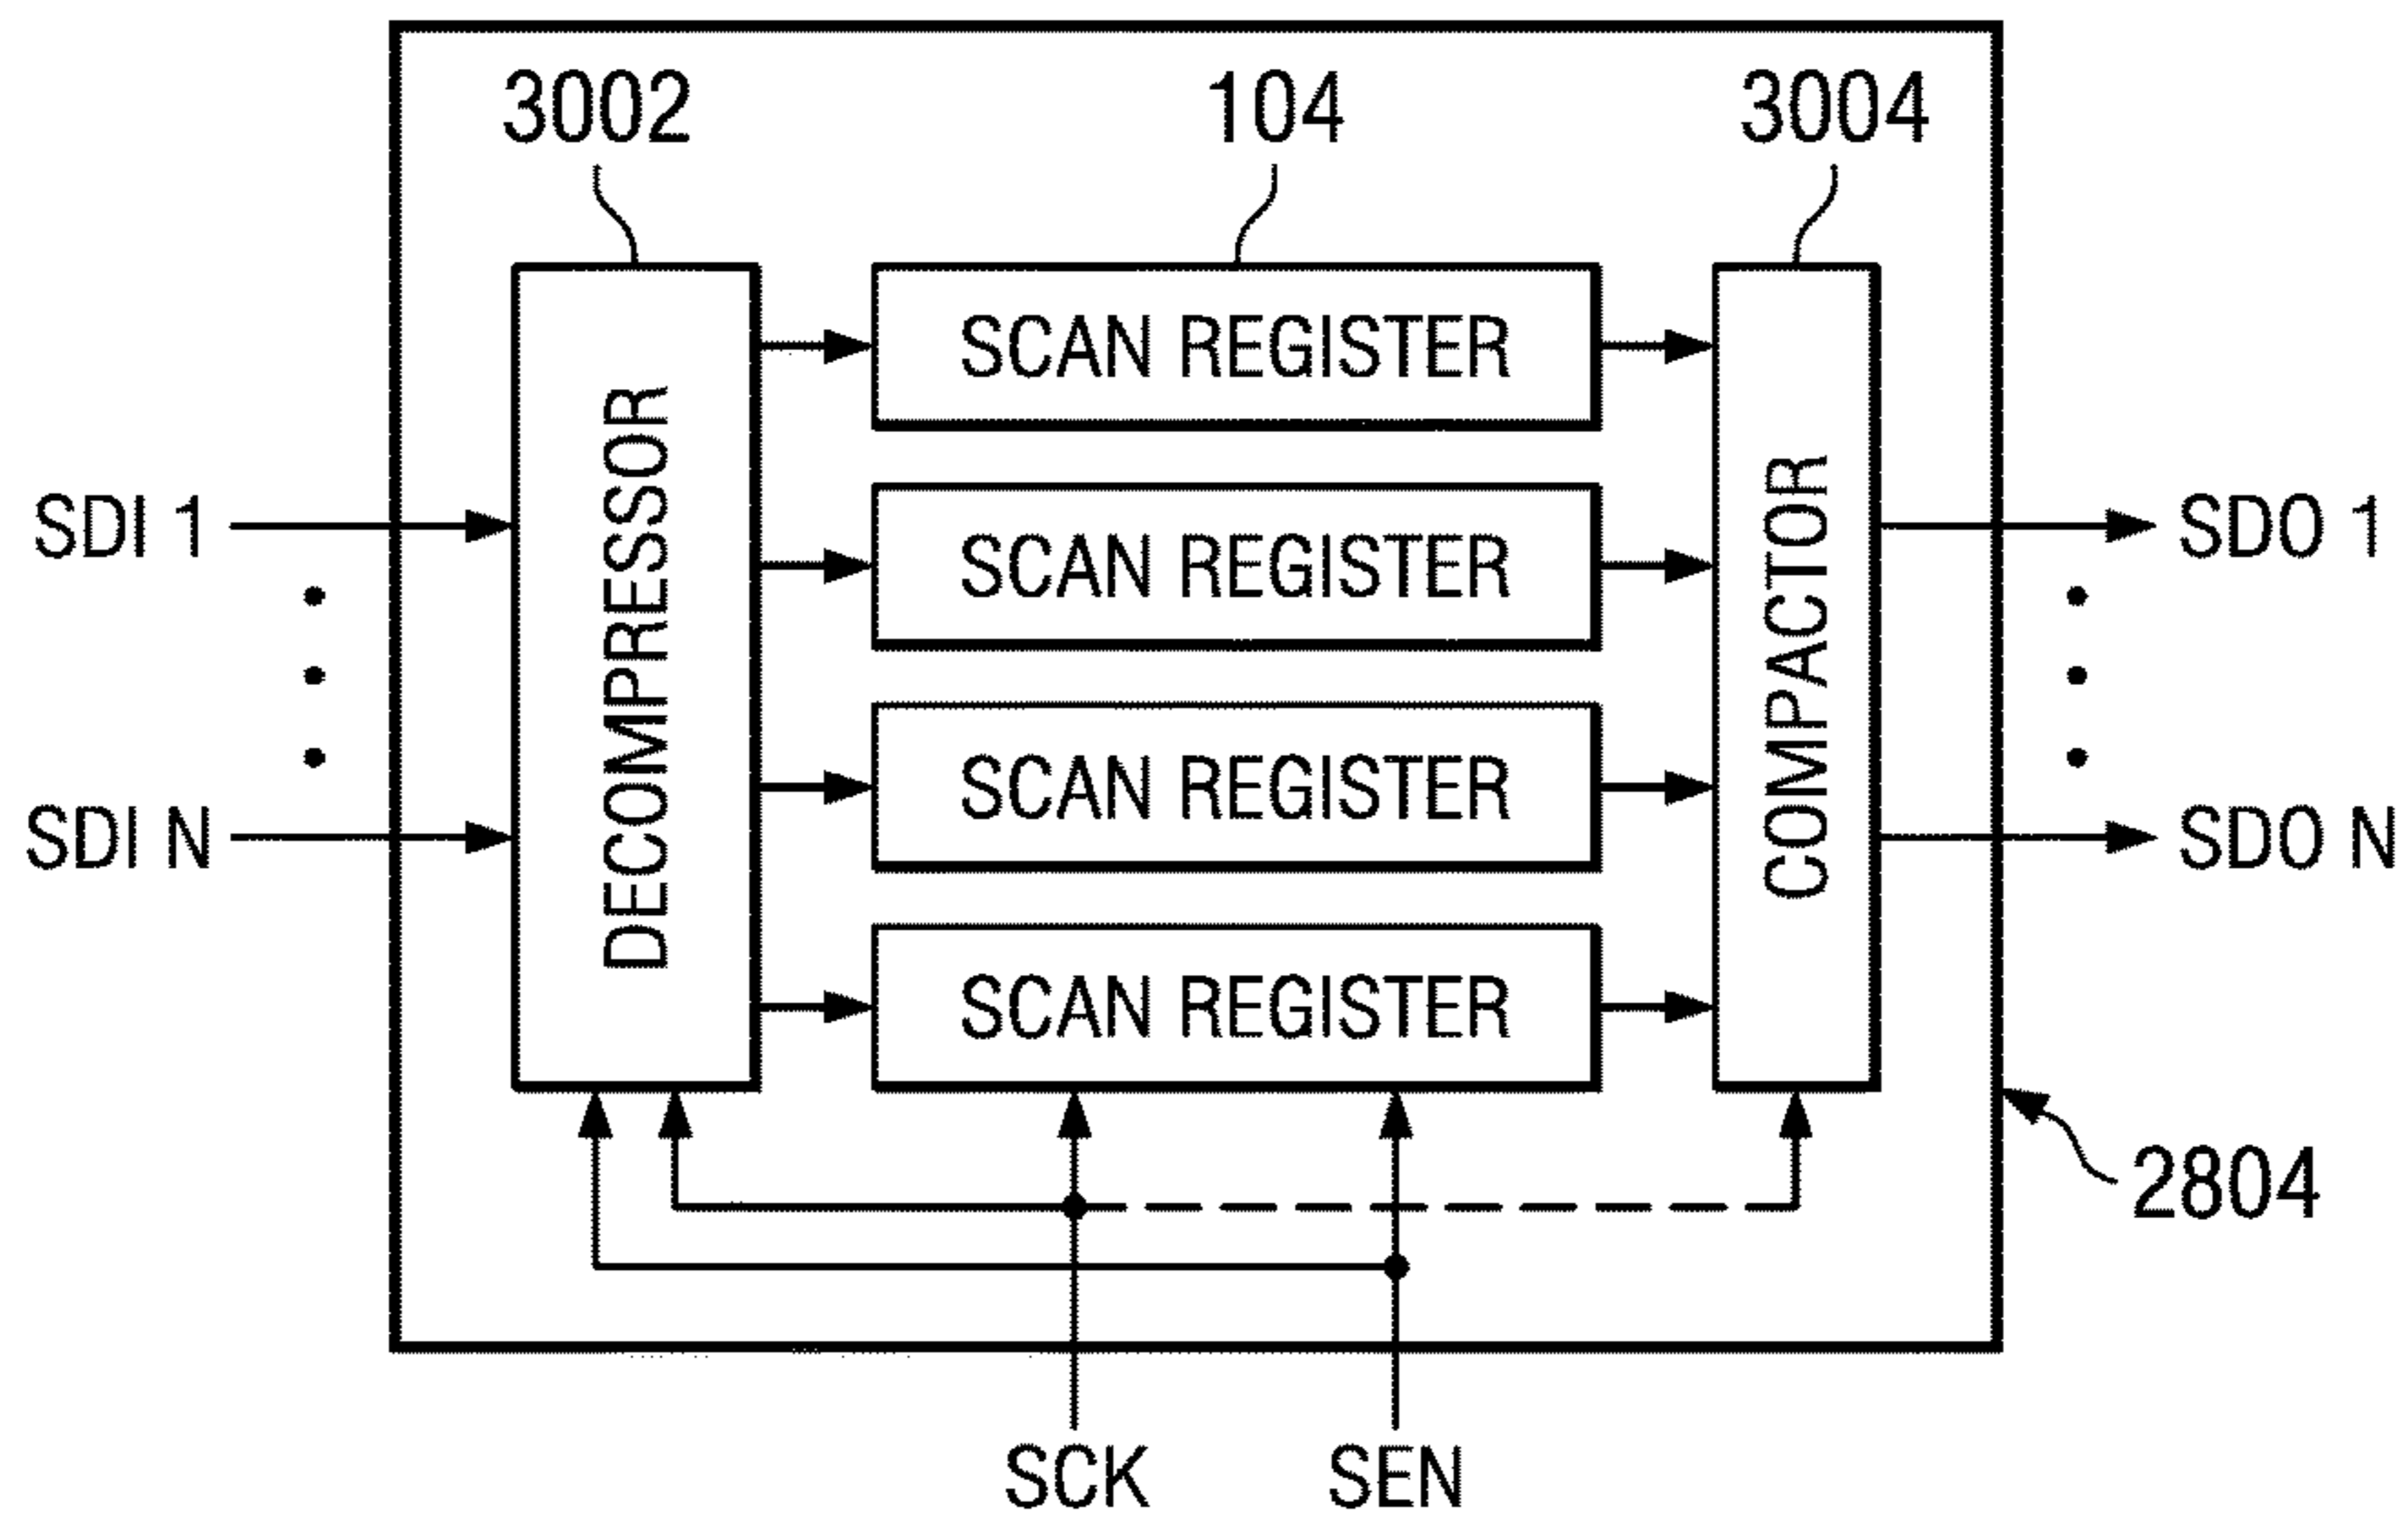 3002
104
3004
SCAN REGISTER
SCAN REGISTER
SCAN REGISTER
SCAN REGISTER
DECOMPRESSOR
COMPACTOR
SDI 1
SDI N
SDO 1
SDO N
2804
SCK
SEN